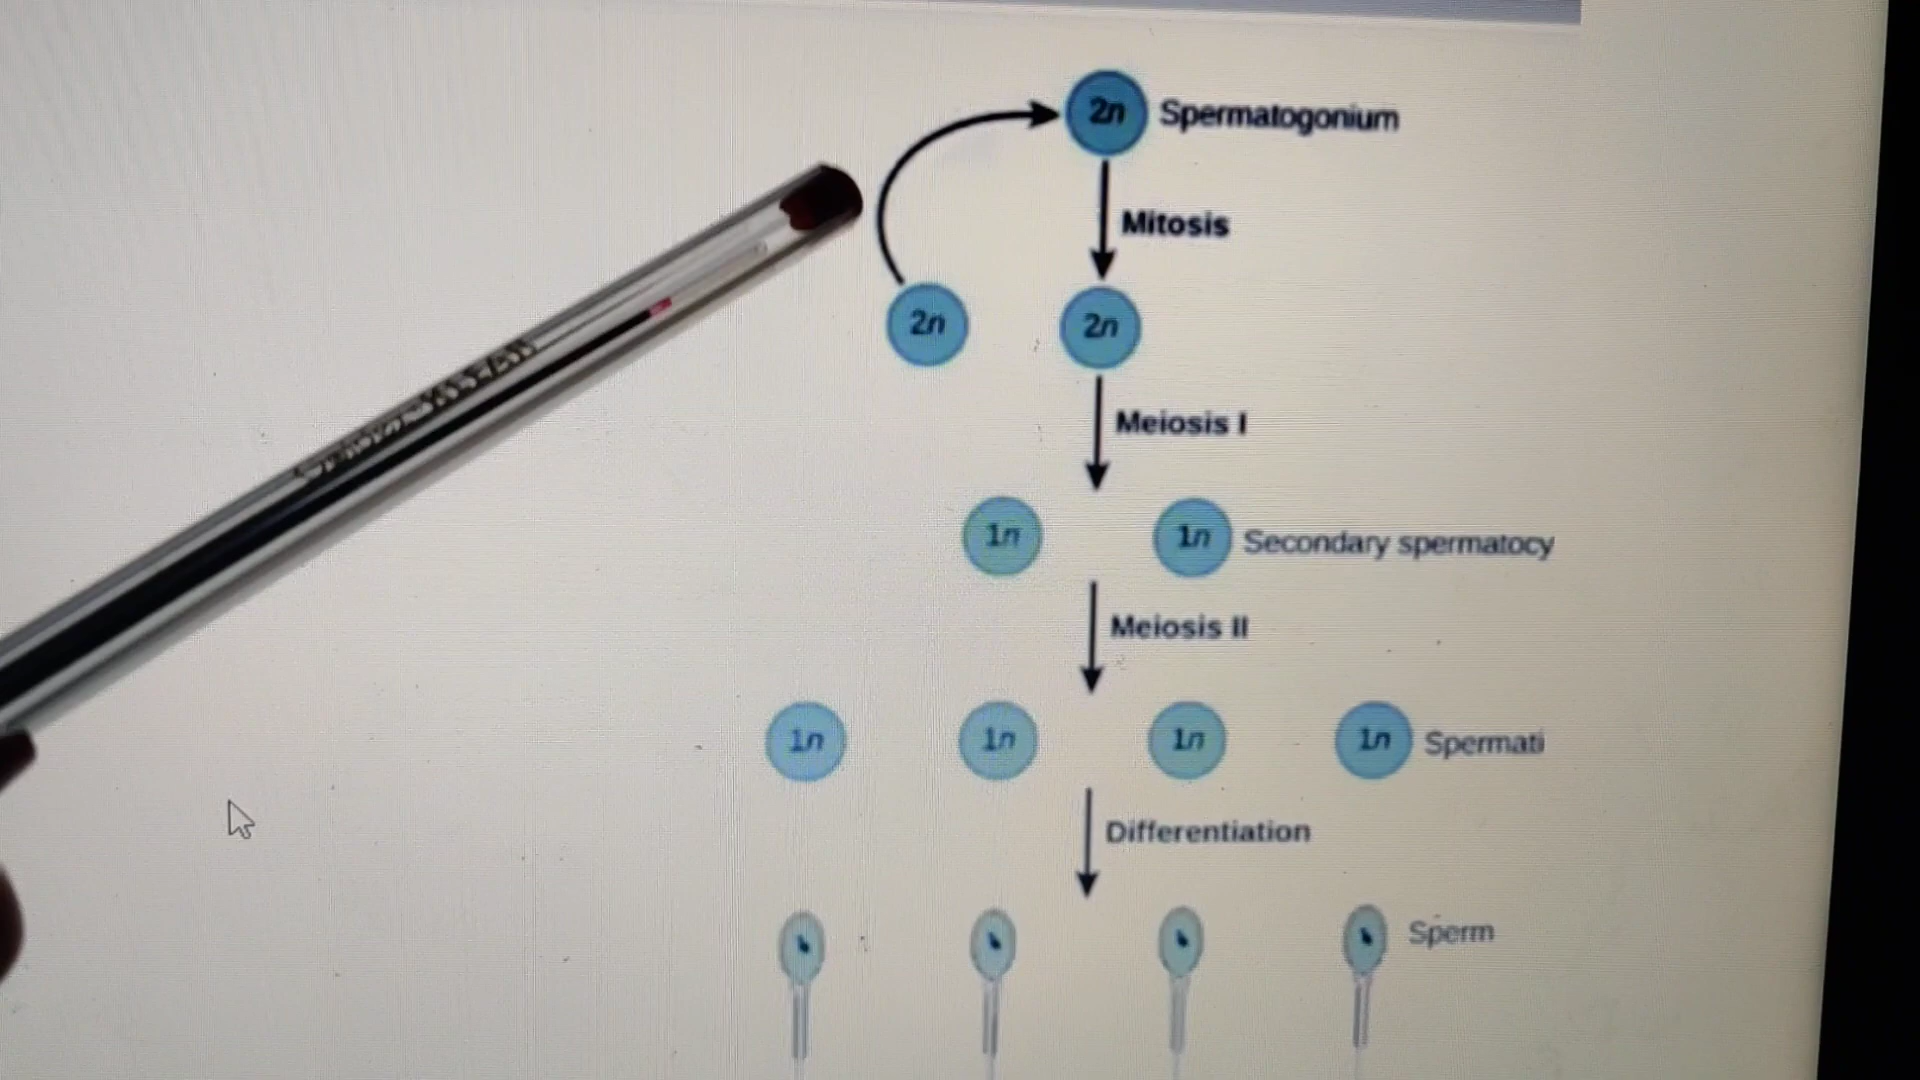 2n Spermatogonium
Mitosis
2n 2n
Meiosis I
1n 1n Secondary spermatocy
Meiosis II
1n 1n 1n 1n Spermati
Differentiation
Sperm